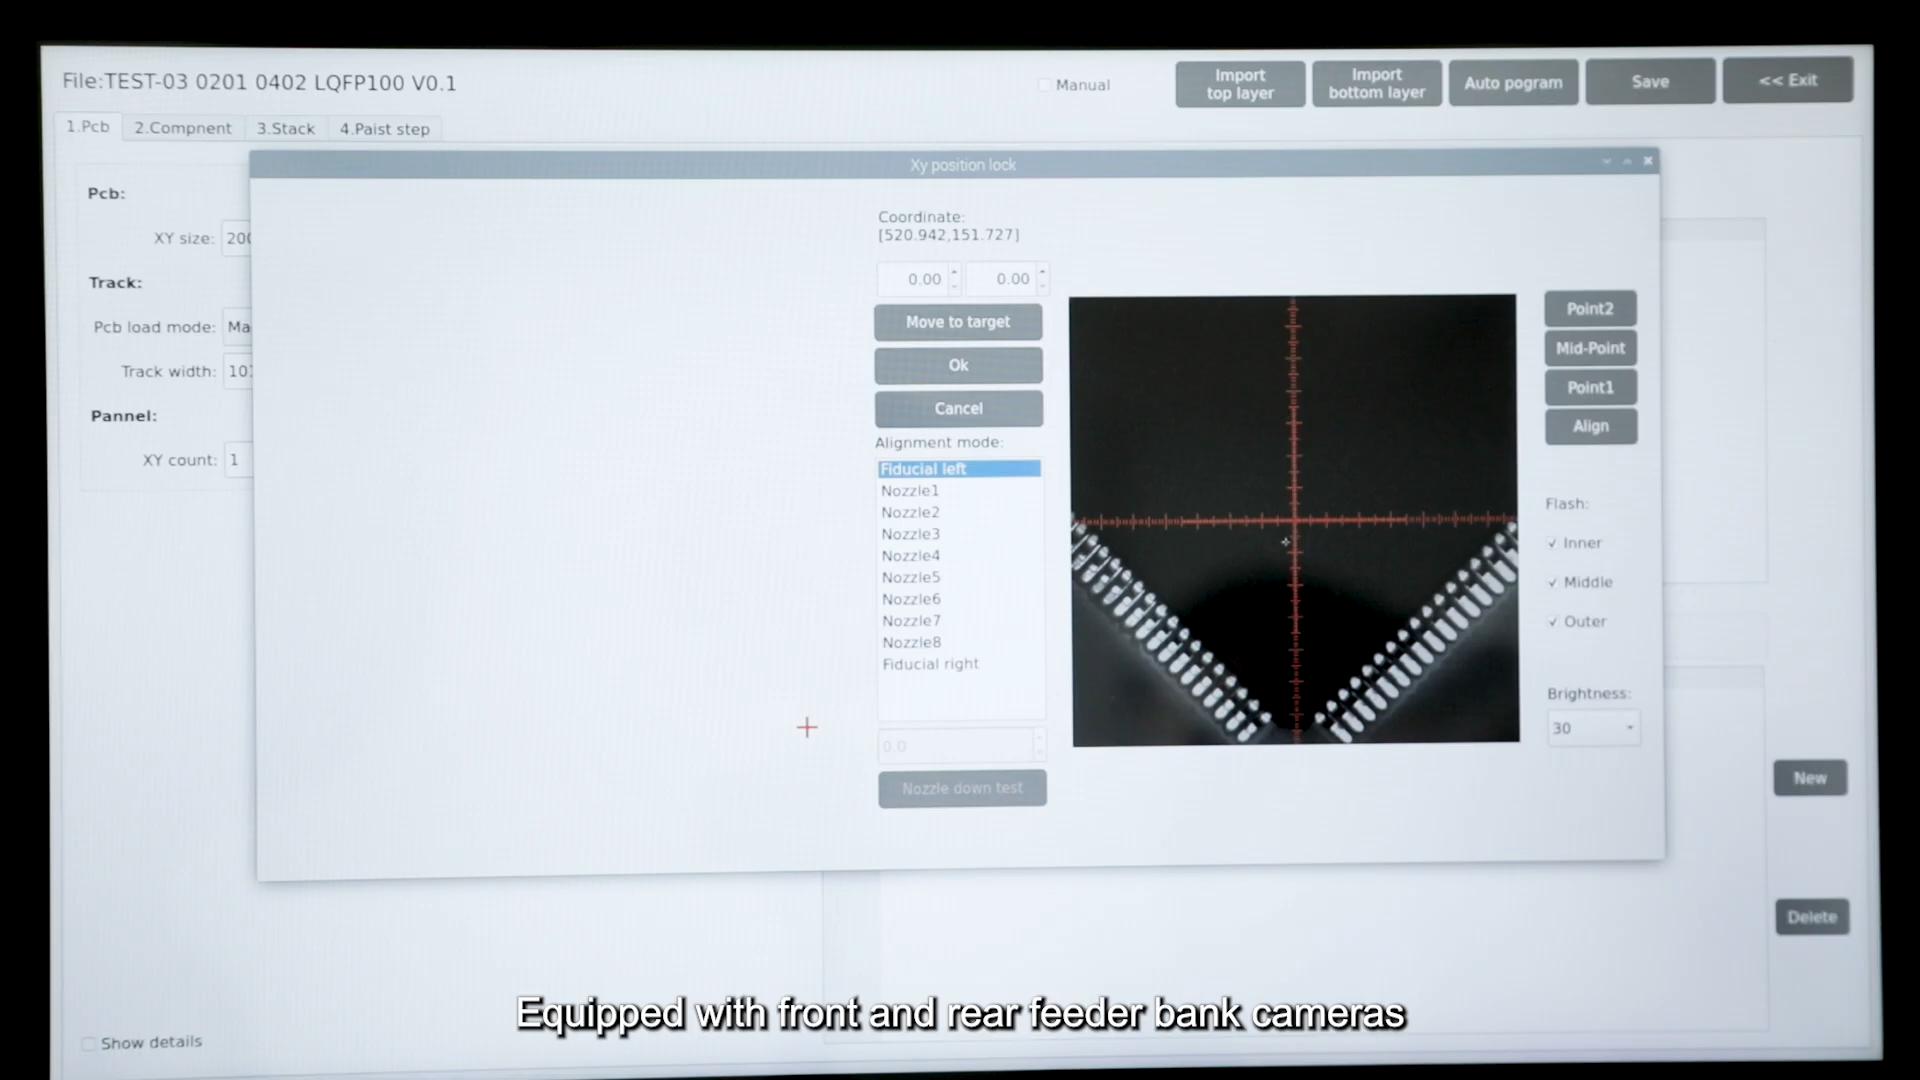 File:TEST-03 0201 0402 LQFP100 V0.1
Manual
Import
top layer
Import
bottom layer
Auto pogram
Save
<< Exit
1.Pcb
2.Compnent
3.Stack
4.Paist step
Xy position lock
Pcb:
XY size:
200
Track:
Pcb load mode:
Ma
Track width:
101
Pannel:
XY count:
1
Coordinate:
[520.942,151.727]
0.00
0.00
Move to target
Ok
Cancel
Alignment mode:
Fiducial left
Nozzle1
Nozzle2
Nozzle3
Nozzle4
Nozzle5
Nozzle6
Nozzle7
Nozzle8
Fiducial right
0.0
Nozzle down test
Point2
Mid-Point
Point1
Align
Flash:
Inner
Middle
Outer
Brightness:
30
New
Delete
Show details
Equipped with front and rear feeder bank cameras